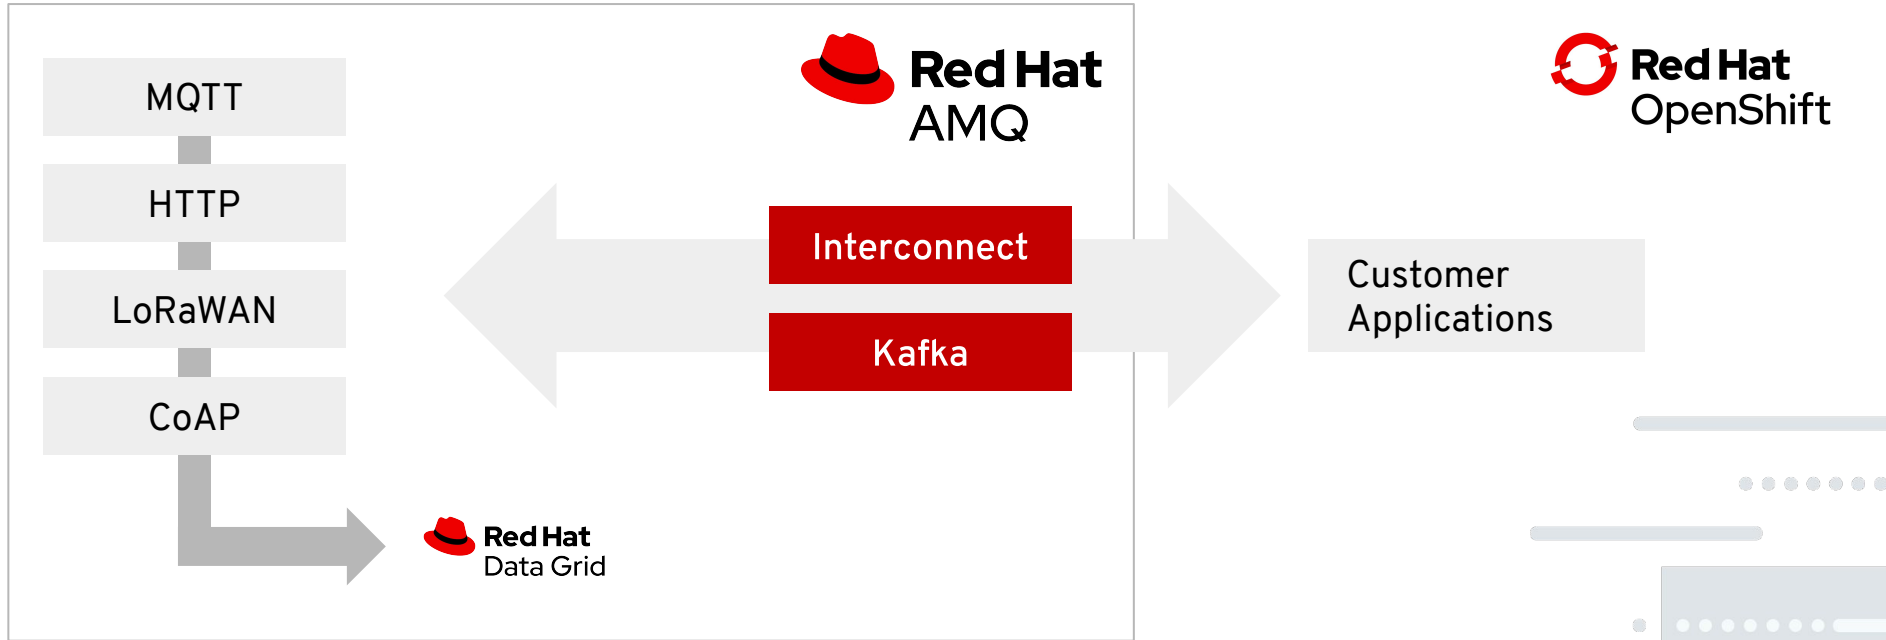 MQTT
HTTP
LoRaWAN
CoAP
Red Hat
Data Grid
Red Hat
AMQ
Interconnect
Kafka
Red Hat
OpenShift
Customer
Applications